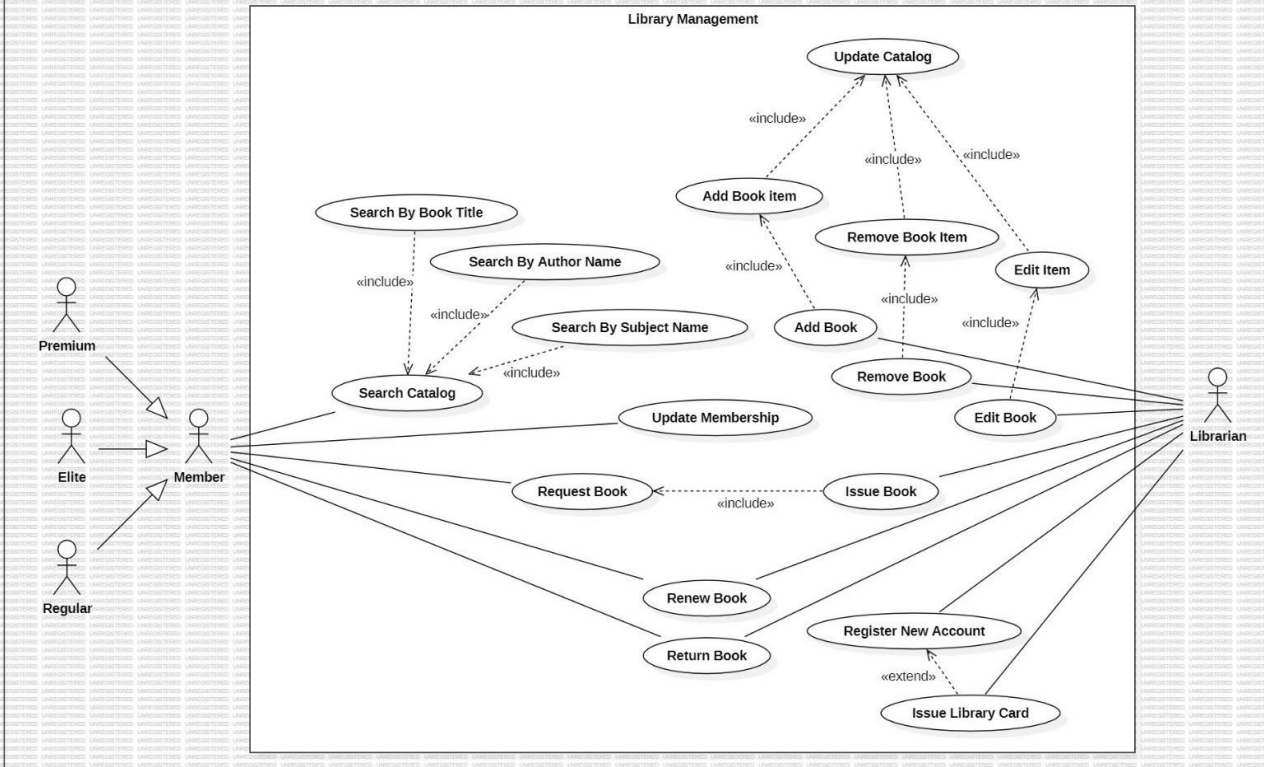 Library Management
Update Catalog
«include»
«include»
«include»
Add Book item
Search By Book Title
Remove Book Item
Search By Author Name
Edit Item
«include»
«include»
«include»
«include»
«include»
Search By Subject Name
Add Book
Premium
«include»
Remove Book
Search Catalog
Update Membership
Edit Book
Librarian
Elite
Member
Request Book
Issue Book
«include»
Renew Book
Regular
Register New Account
Return Book
«extend»
Issue Library Card
UNREGISTERED